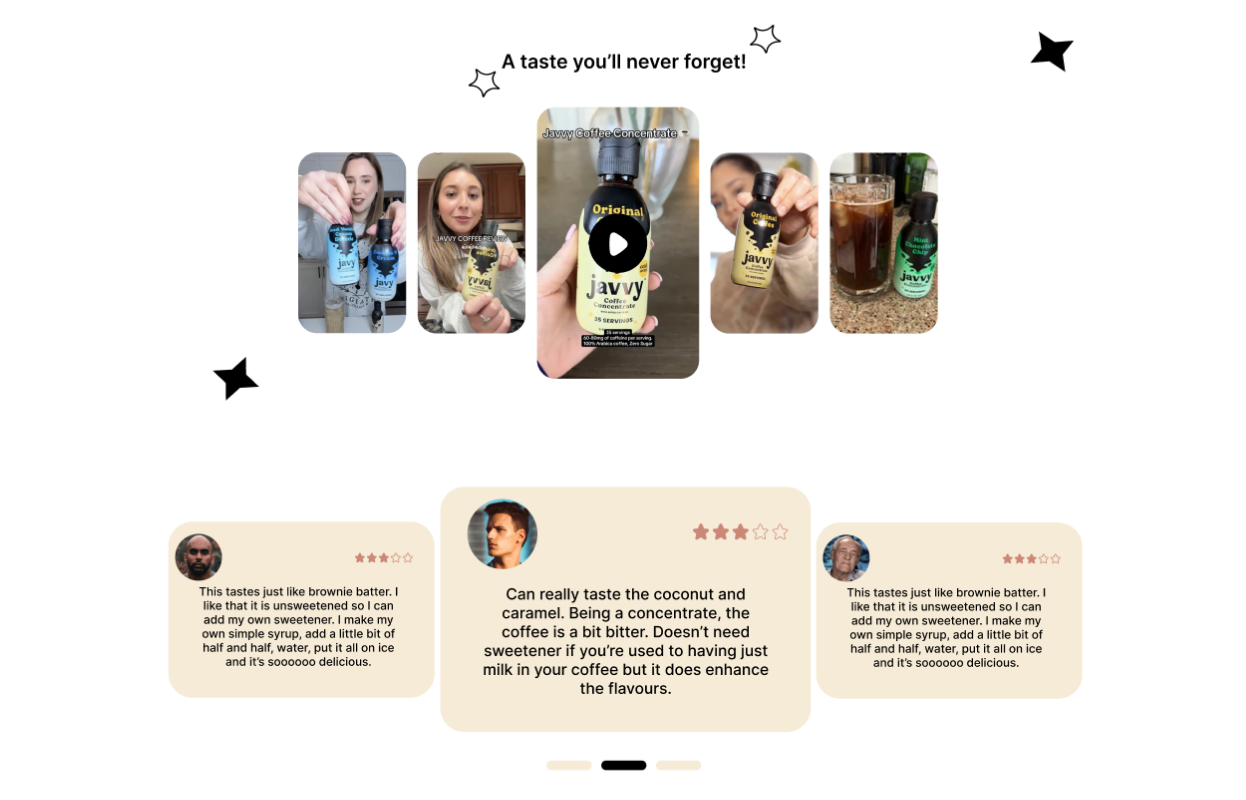 A taste you’ll never forget!
Javvy Coffee Concentrate
javvy
javvy
JAVVY COFFEE REVIEW
javvy
Original
javvy
Coffee
Concentrate
35 SERVINGS
35 servings
60-80mg of caffeine per serving.
100% Arabica coffee, Zero Sugar
Original
Coffee
javvy
Coffee
Concentrate
35 SERVINGS
Mint
Chocolate
Chip
javvy
This tastes just like brownie batter. I
like that it is unsweetened so I can
add my own sweetener. I make my
own simple syrup, add a little bit of
half and half, water, put it all on ice
and it’s soooooo delicious.
Can really taste the coconut and
caramel. Being a concentrate, the
coffee is a bit bitter. Doesn’t need
sweetener if you’re used to having just
milk in your coffee but it does enhance
the flavours.
This tastes just like brownie batter. I
like that it is unsweetened so I can
add my own sweetener. I make my
own simple syrup, add a little bit of
half and half, water, put it all on ice
and it’s soooooo delicious.